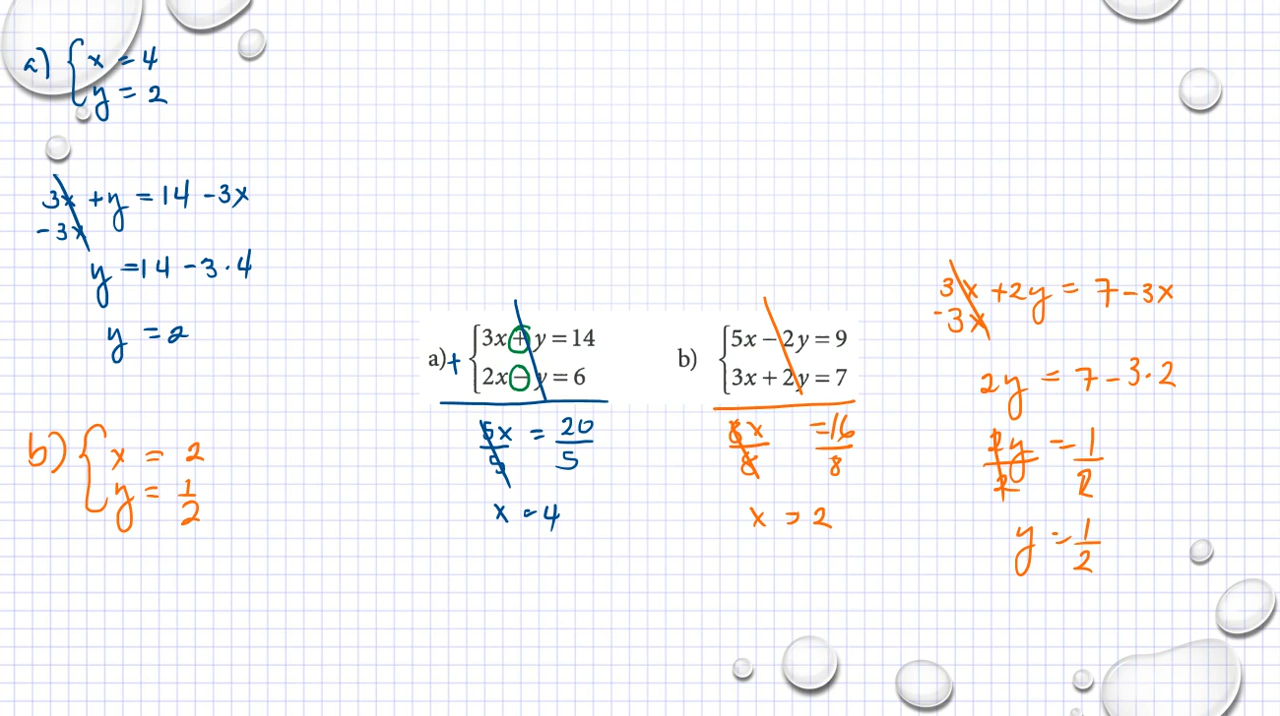 a) { x = 4
y = 2
3x + y = 14 - 3x
-3x
y = 14 - 3 · 4
y = 2
b) { x = 2
y = 1/2
a) + { 3x + y = 14
2x − y = 6
5x/5 = 20/5
x = 4
b) { 5x − 2y = 9
3x + 2y = 7
8x/8 = 16/8
x = 2
3x + 2y = 7 - 3x
-3x
2y = 7 - 3 · 2
2y/2 = 1/2
y = 1/2